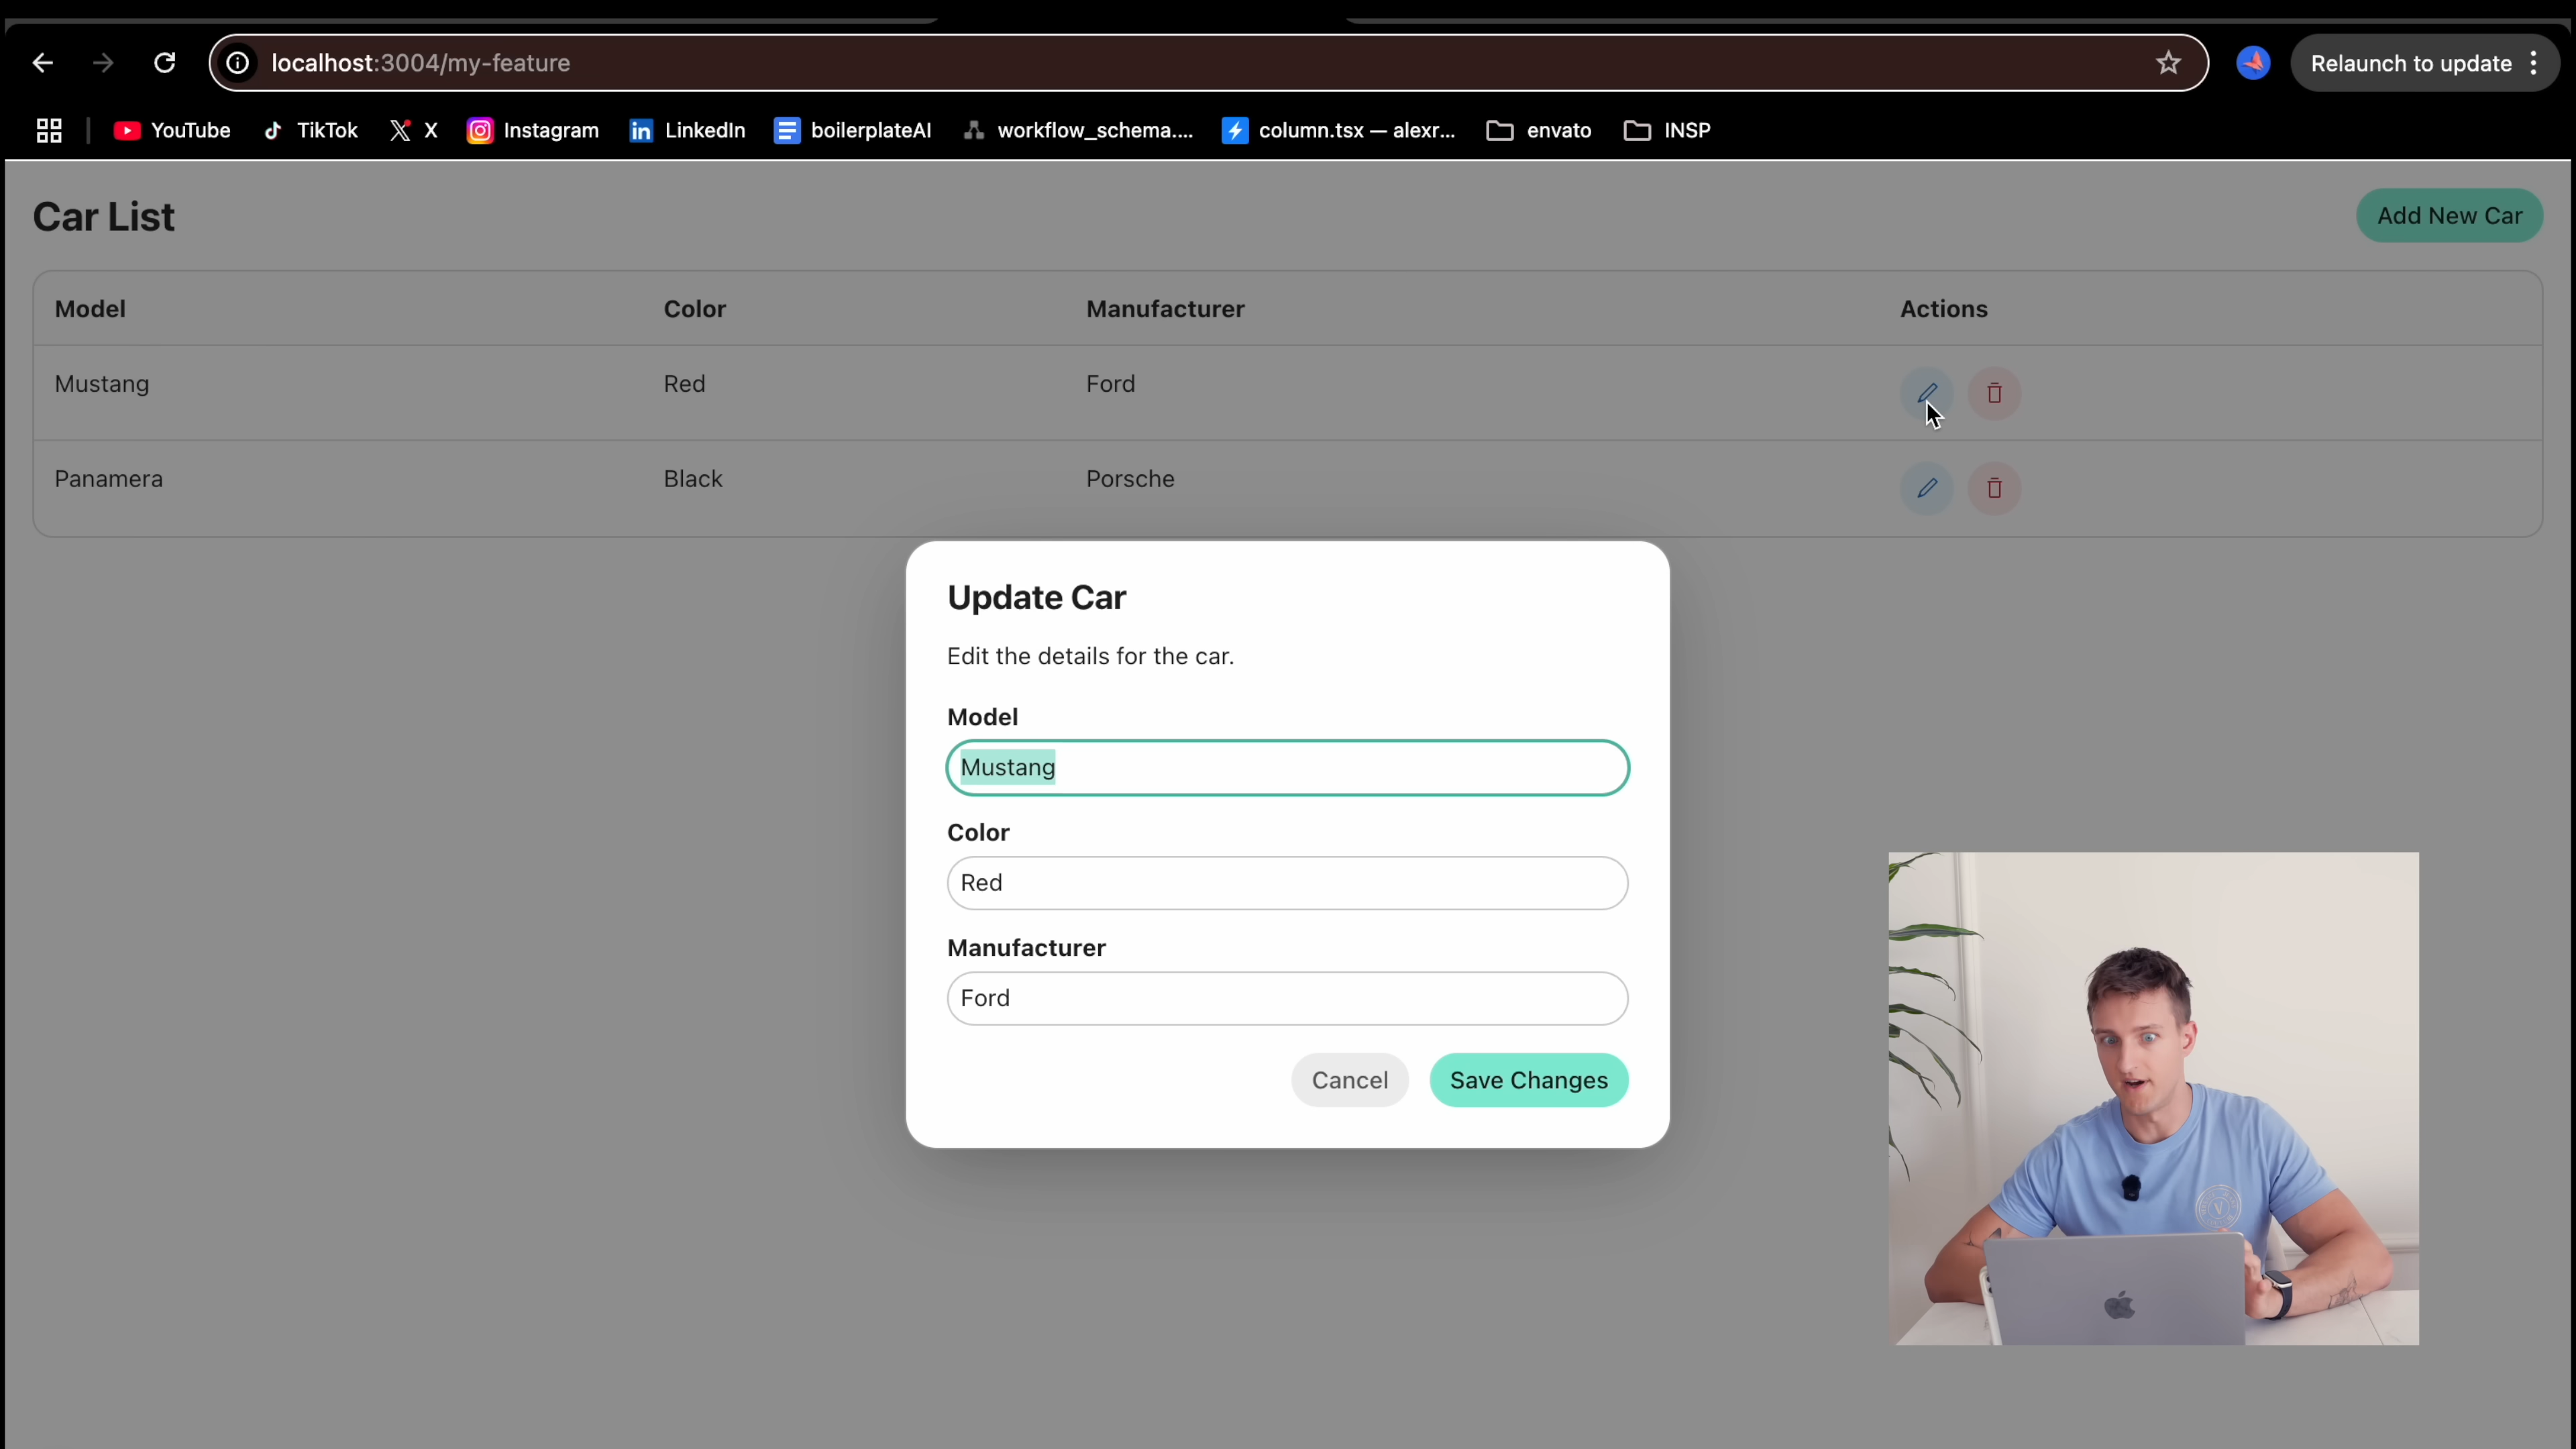 localhost:3004/my-feature
Relaunch to update
YouTube
TikTok
X
Instagram
LinkedIn
boilerplateAI
workflow_schema....
column.tsx — alexr...
envato
INSP
Car List
Add New Car
Model Color Manufacturer Actions
Mustang Red Ford
Panamera Black Porsche
Update Car
Edit the details for the car.
Model
Mustang
Color
Red
Manufacturer
Ford
Cancel
Save Changes